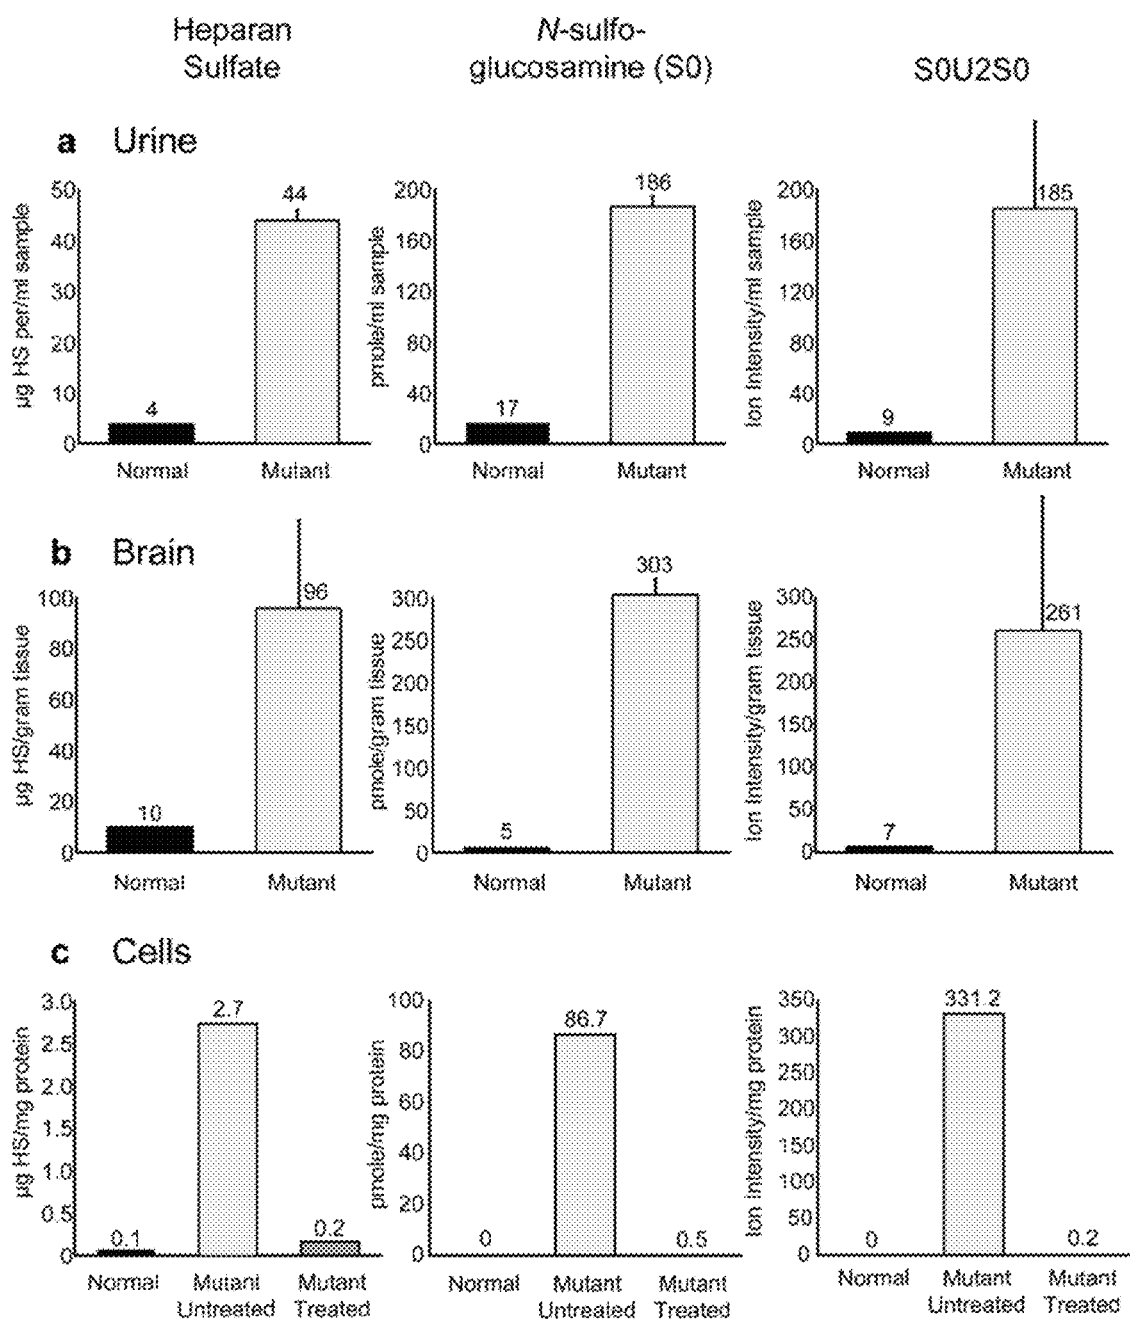 Heparan
Sulfate
N-sulfo-
glucosamine (S0)
S0U2S0
a Urine
µg HS per/ml sample
50
40
30
20
10
0
4
44
Normal
Mutant
pmole/ml sample
200
160
120
80
40
0
17
186
Normal
Mutant
Ion Intensity/ml sample
200
160
120
80
40
0
9
185
Normal
Mutant
b Brain
µg HS/gram tissue
100
80
60
40
20
0
10
96
Normal
Mutant
pmole/gram tissue
300
250
200
150
100
50
0
5
303
Normal
Mutant
Ion Intensity/gram tissue
300
250
200
150
100
50
0
7
261
Normal
Mutant
c Cells
µg HS/mg protein
3.0
2.5
2.0
1.5
1.0
0.5
0
0.1
2.7
0.2
Normal
Mutant
Untreated
Mutant
Treated
pmole/mg protein
100
80
60
40
20
0
0
86.7
0.5
Normal
Mutant
Untreated
Mutant
Treated
Ion Intensity/mg protein
350
300
250
200
150
100
50
0
0
331.2
0.2
Normal
Mutant
Untreated
Mutant
Treated